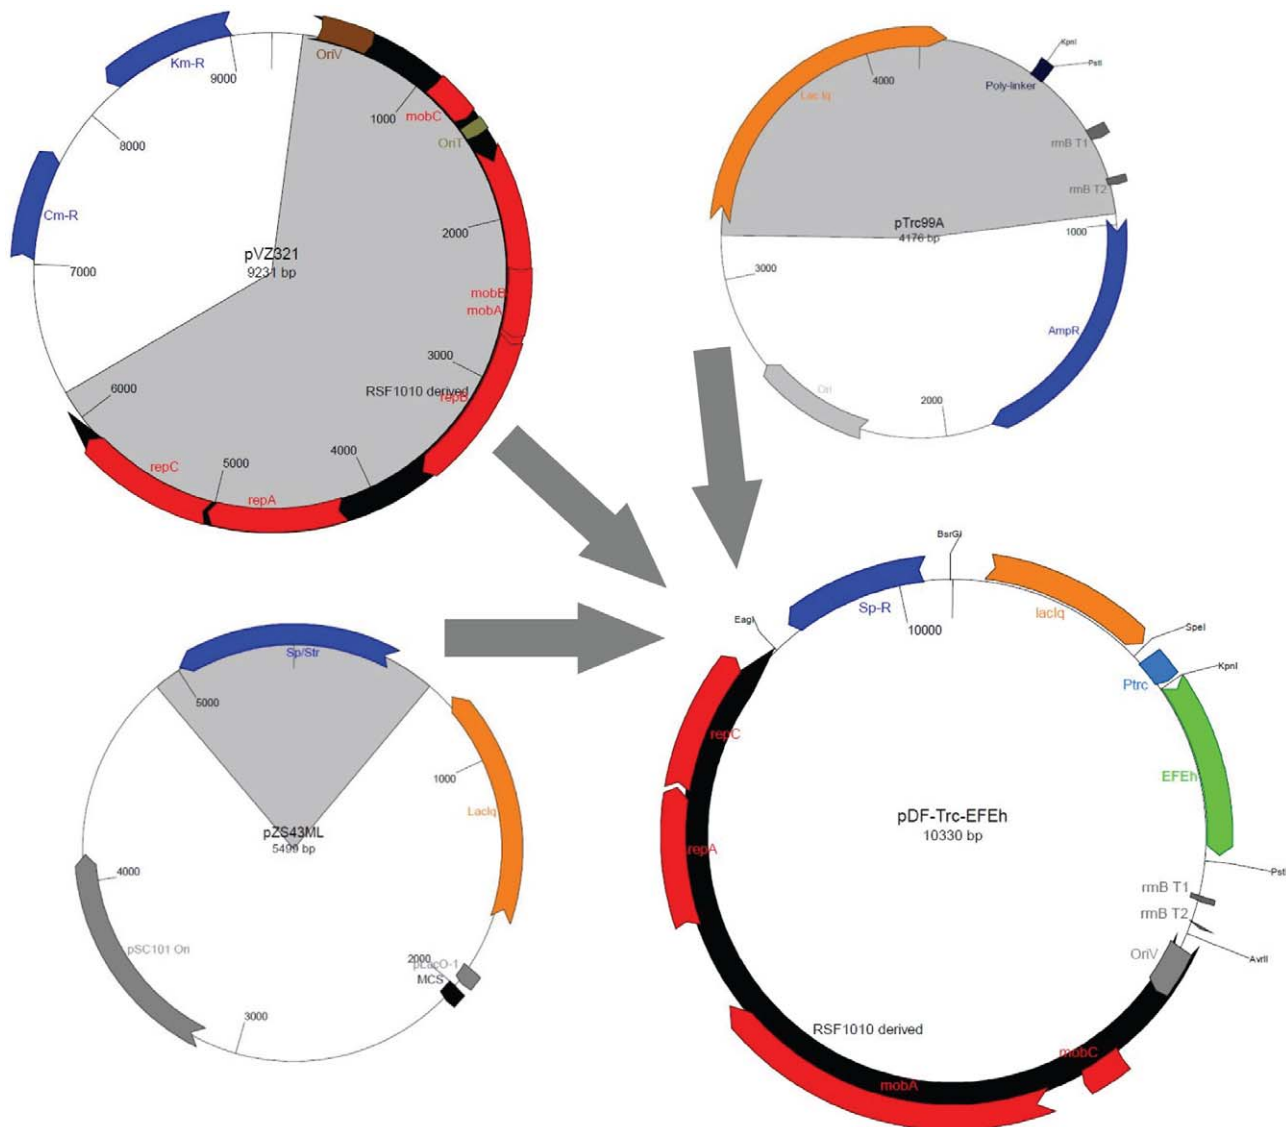 Km-R
9000
OriV
1000
mobC
OriT
8000
Cm-R
7000
2000
pVZ321
9231 bp
mobB
mobA
3000
RSF1010 derived
repB
6000
4000
repC
5000
repA
4000
KpnI
PstI
Poly-linker
Lac Iq
rrnB T1
rrnB T2
pTrc99A
4176 bp
1000
3000
AmpR
Ori
2000
Sp/Str
5000
1000
LacIq
pZS43ML
5499 bp
4000
pSC101 Ori
2000
pLacO-1
MCS
3000
BsrGI
Sp-R
10000
lacIq
EagI
SpeI
Ptrc
KpnI
repC
EFEh
pDF-Trc-EFEh
10330 bp
repA
PstI
rrnB T1
rrnB T2
OriV
AvrII
RSF1010 derived
mobC
mobA